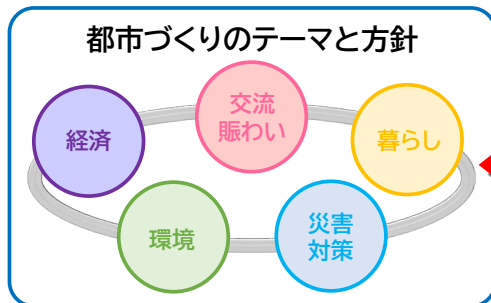 都市づくりのテーマと方針
経済
交流
賑わい
暮らし
環境
災害
対策